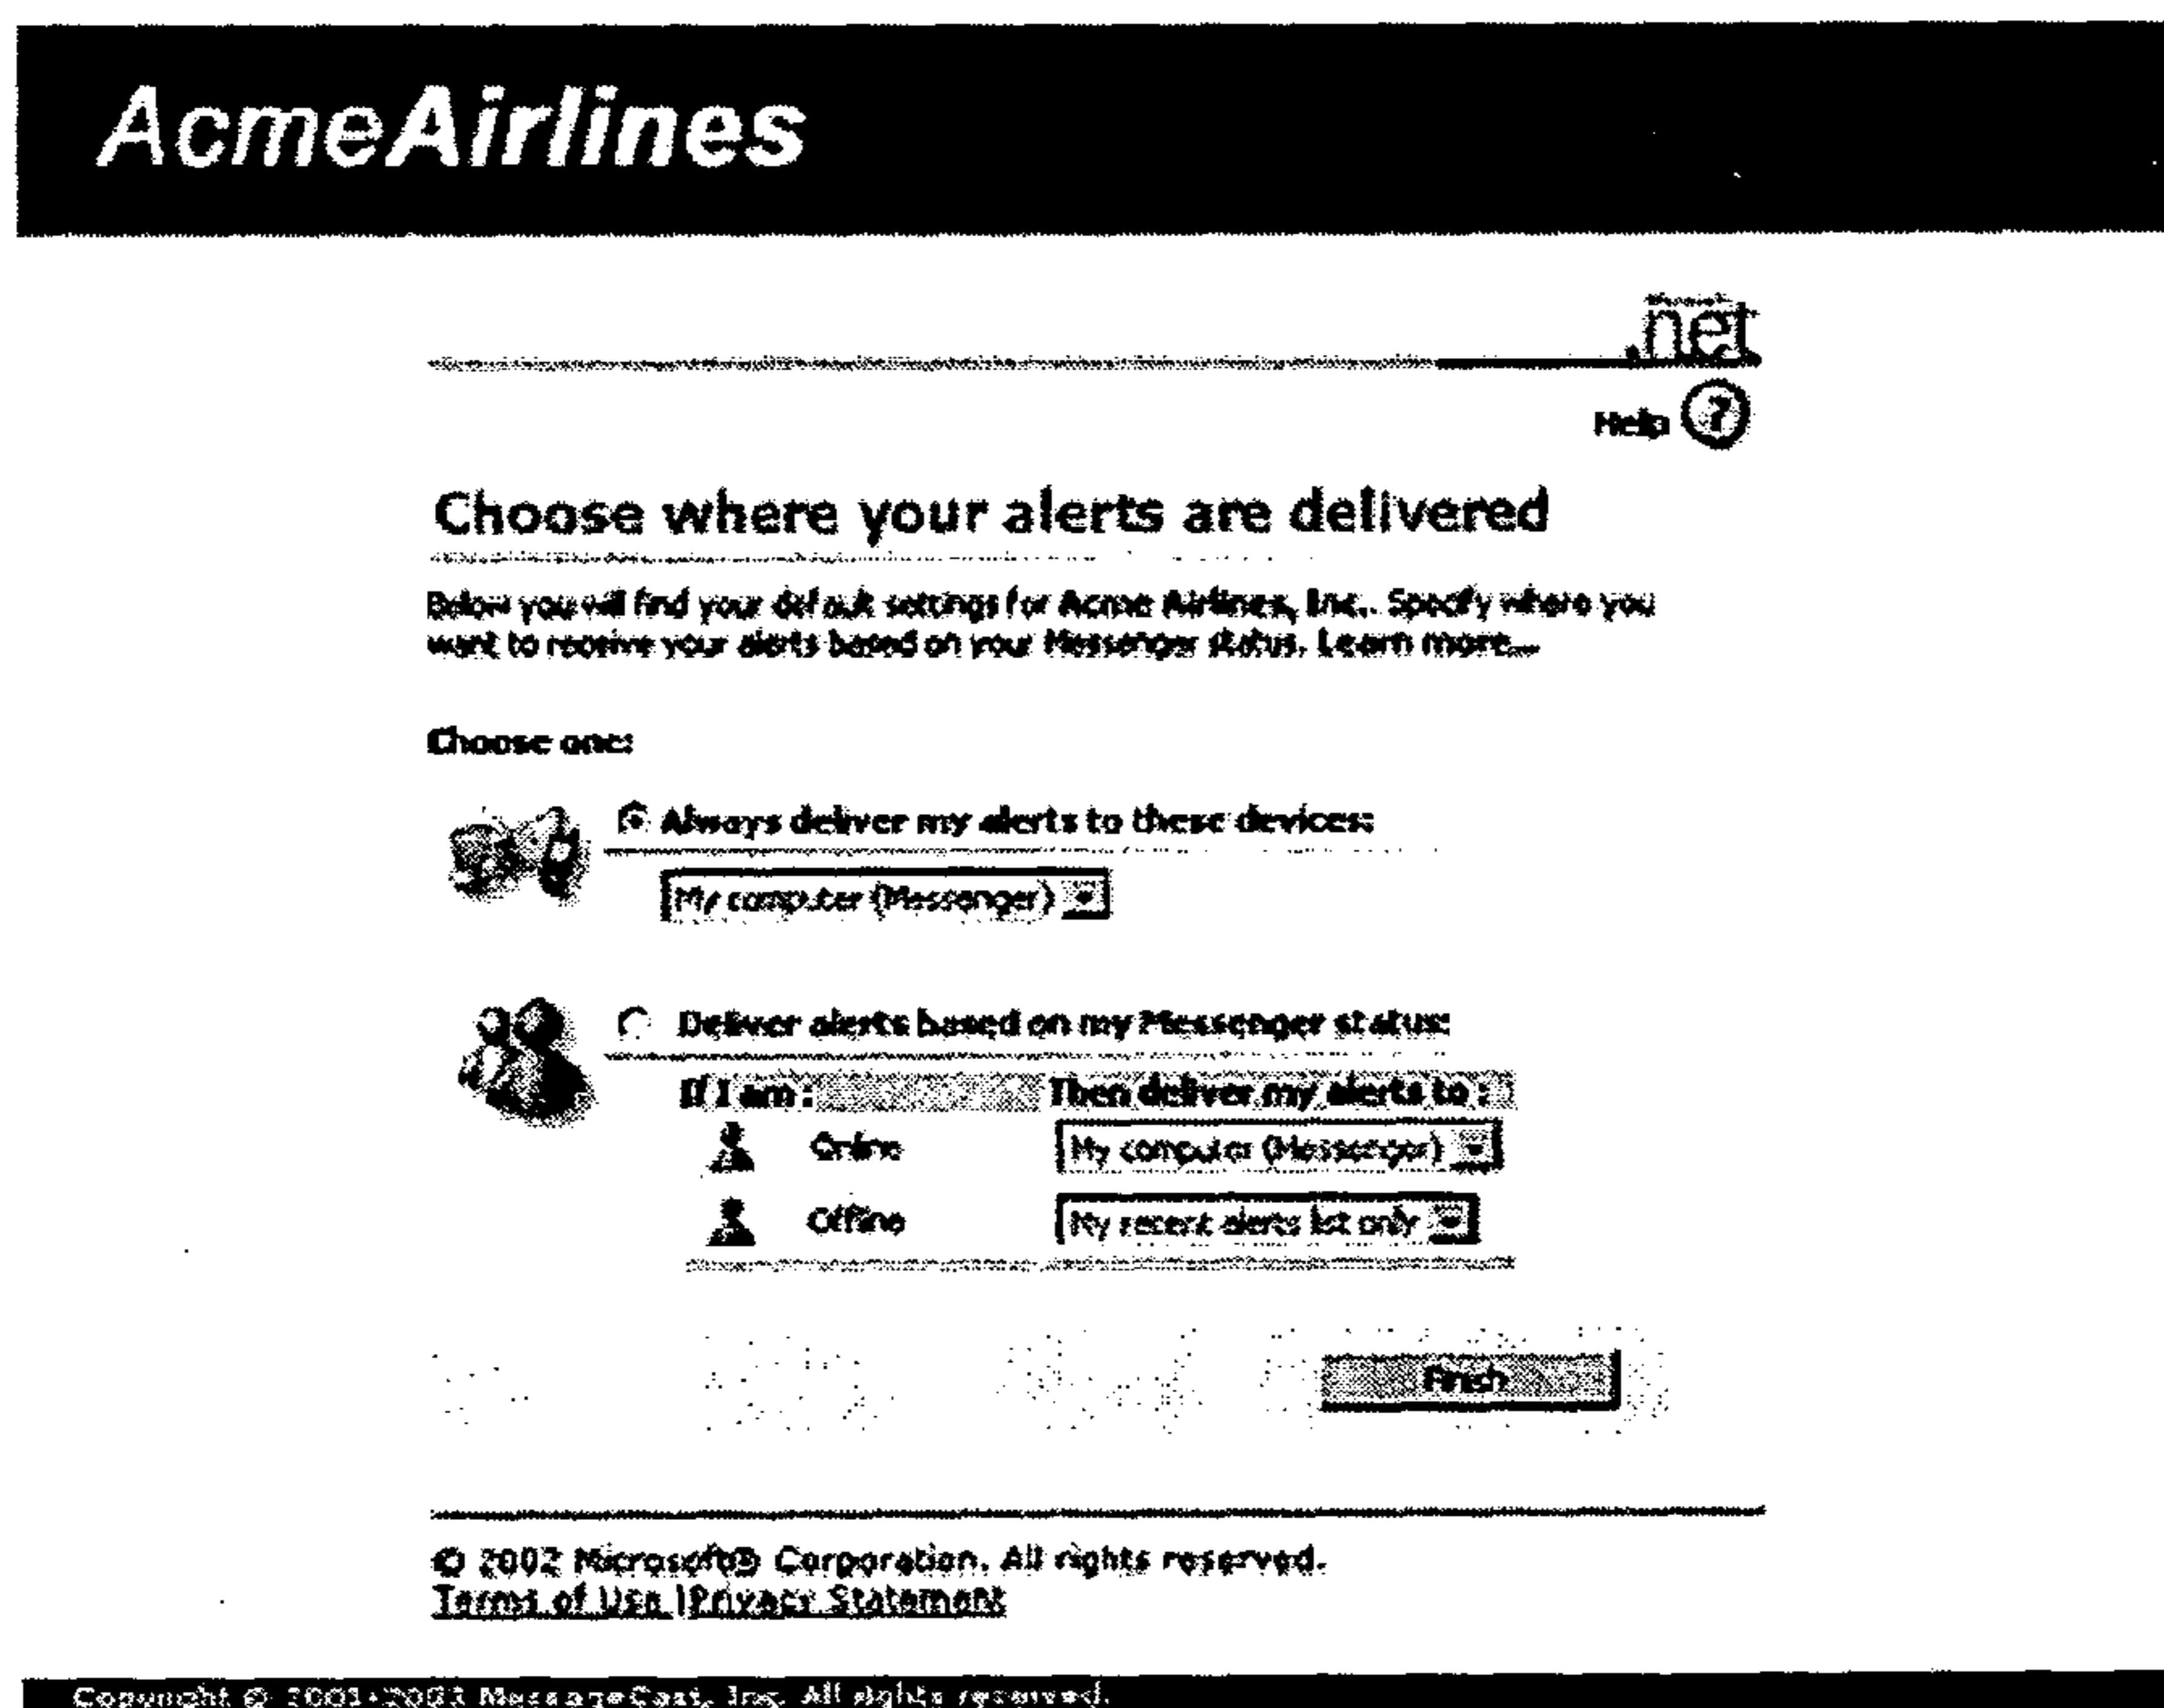 AcmeAirlines
Microsoft
.net
Help ?
Choose where your alerts are delivered
Below you will find your default settings for Acme Airlines, Inc.. Specify where you
want to receive your alerts based on your Messenger status. Learn more...
Choose one:
Always deliver my alerts to these devices:
My computer (Messenger)
Deliver alerts based on my Messenger status:
If I am : Then deliver my alerts to :
Online My computer (Messenger)
Offline My recent alerts list only
Finish
© 2002 Microsoft® Corporation. All rights reserved.
Terms of Use |Privacy Statement
Copyright © 2001-2002 MessageCast, Inc. All rights reserved.